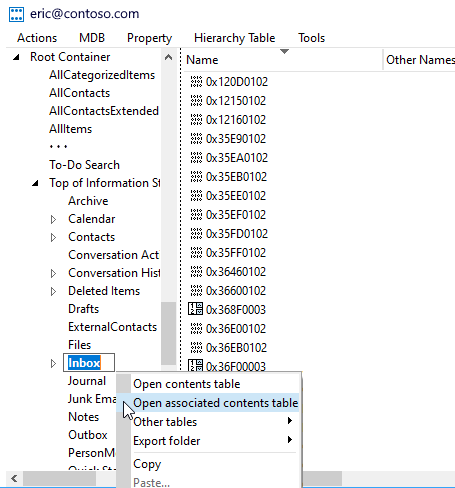 eric@contoso.com
Actions MDB Property Hierarchy Table Tools
Root Container
AllCategorizedItems
AllContacts
AllContactsExtended
AllItems
• • •
To-Do Search
Top of Information St
Archive
Calendar
Contacts
Conversation Act
Conversation Hist
Deleted Items
Drafts
ExternalContacts
Files
Inbox
Journal
Junk Ema
Notes
Outbox
PersonM
Quick St
Name Other Names
0x120D0102
0x12150102
0x12160102
0x35E90102
0x35EA0102
0x35EB0102
0x35EE0102
0x35EF0102
0x35FD0102
0x35FF0102
0x36460102
0x36600102
0x368F0003
0x36E00102
0x36EB0102
0x36F00003
Open contents table
Open associated contents table
Other tables
Export folder
Copy
Paste...